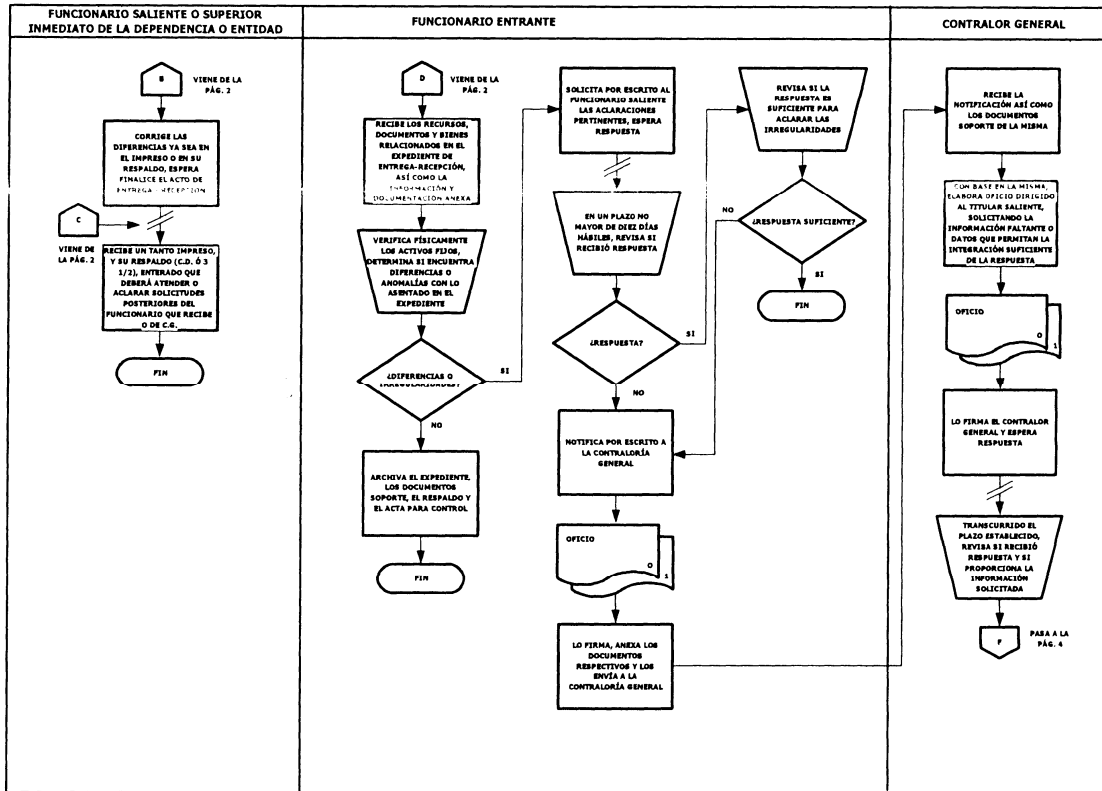 FUNCIONARIO SALIENTE O SUPERIOR
INMEDIATO DE LA DEPENDENCIA O ENTIDAD
FUNCIONARIO ENTRANTE
CONTRALOR GENERAL
B
VIENE DE LA
PÁG. 2
CORRIGE LAS
DIFERENCIAS YA SEA EN
EL IMPRESO O EN SU
RESPALDO, ESPERA
FINALICE EL ACTO DE
ENTREGA-RECEPCIÓN
C
VIENE DE
LA PÁG. 2
RECIBE UN TANTO IMPRESO,
Y SU RESPALDO (C.D. Ó 3
1/2), ENTERADO QUE
DEBERÁ ATENDER O
ACLARAR SOLICITUDES
POSTERIORES DEL
FUNCIONARIO QUE RECIBE
O DE C.G.
FIN
D
VIENE DE LA
PÁG. 2
RECIBE LOS RECURSOS,
DOCUMENTOS Y BIENES
RELACIONADOS EN EL
EXPEDIENTE DE
ENTREGA-RECEPCIÓN,
ASÍ COMO LA
INFORMACIÓN Y
DOCUMENTACIÓN ANEXA
VERIFICA FÍSICAMENTE
LOS ACTIVOS FIJOS,
DETERMINA SI ENCUENTRA
DIFERENCIAS O
ANOMALÍAS CON LO
ASENTADO EN EL
EXPEDIENTE
¿DIFERENCIAS O
IRREGULARIDADES?
SI
NO
ARCHIVA EL EXPEDIENTE,
LOS DOCUMENTOS
SOPORTE, EL RESPALDO Y
EL ACTA PARA CONTROL
FIN
SOLICITA POR ESCRITO AL
FUNCIONARIO SALIENTE
LAS ACLARACIONES
PERTINENTES, ESPERA
RESPUESTA
EN UN PLAZO NO
MAYOR DE DIEZ DÍAS
HÁBILES, REVISA SI
RECIBIÓ RESPUESTA
¿RESPUESTA?
SI
NO
NOTIFICA POR ESCRITO A
LA CONTRALORÍA
GENERAL
OFICIO
O
1
LO FIRMA, ANEXA LOS
DOCUMENTOS
RESPECTIVOS Y LOS
ENVÍA A LA
CONTRALORÍA GENERAL
REVISA SI LA
RESPUESTA ES
SUFICIENTE PARA
ACLARAR LAS
IRREGULARIDADES
NO
¿RESPUESTA SUFICIENTE?
SI
FIN
RECIBE LA
NOTIFICACIÓN ASÍ COMO
LOS DOCUMENTOS
SOPORTE DE LA MISMA
CON BASE EN LA MISMA,
ELABORA OFICIO DIRIGIDO
AL TITULAR SALIENTE,
SOLICITANDO LA
INFORMACIÓN FALTANTE O
DATOS QUE PERMITAN LA
INTEGRACIÓN SUFICIENTE
DE LA RESPUESTA
OFICIO
O
1
LO FIRMA EL CONTRALOR
GENERAL Y ESPERA
RESPUESTA
TRANSCURRIDO EL
PLAZO ESTABLECIDO,
REVISA SI RECIBIÓ
RESPUESTA Y SI
PROPORCIONA LA
INFORMACIÓN
SOLICITADA
F
PASA A LA
PÁG. 4